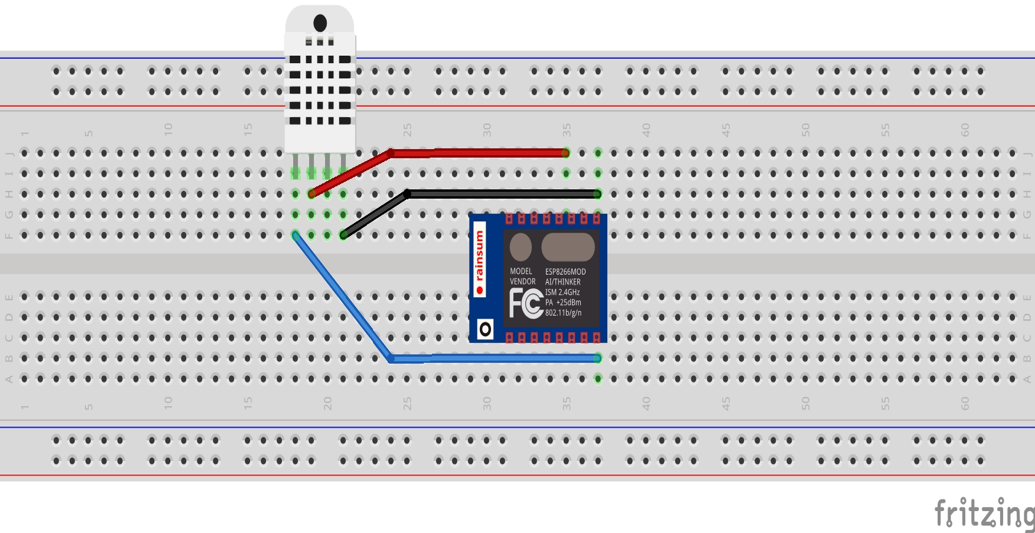 1 5 10 15 20 25 30 35 40 45 50 55 60
J J
I I
H H
G G
F F
rainsum
MODEL ESP8266MOD
VENDOR AI/THINKER
ISM 2.4GHz
PA +25dBm
802.11b/g/n
FC
E E
D D
C C
B B
A A
1 5 10 15 20 25 30 35 40 45 50 55 60
fritzing